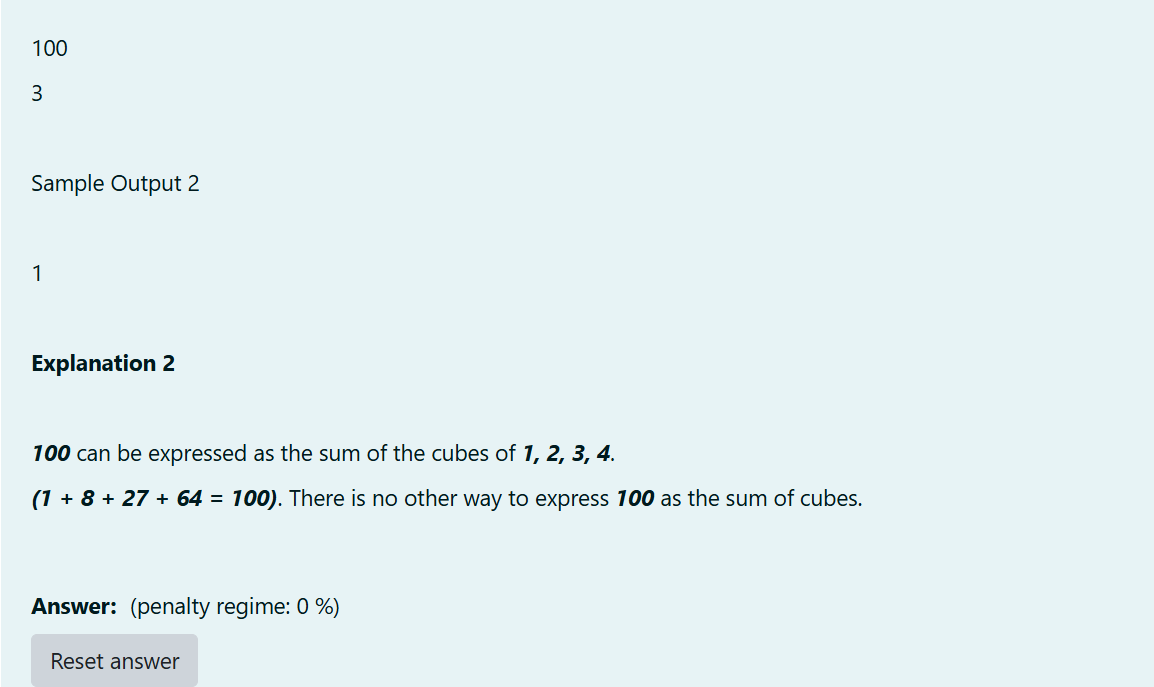 100
3
Sample Output 2
1
Explanation 2
100 can be expressed as the sum of the cubes of 1, 2, 3, 4.
(1 + 8 + 27 + 64 = 100). There is no other way to express 100 as the sum of cubes.
Answer: (penalty regime: 0 %)
Reset answer